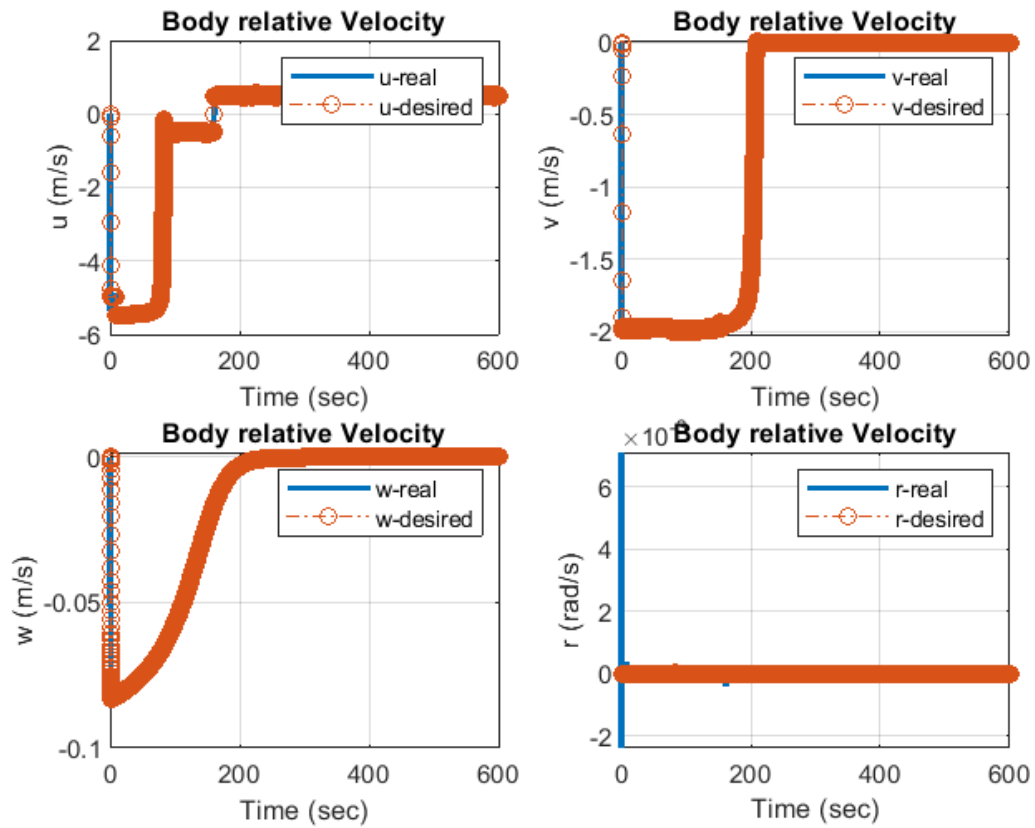 Body relative Velocity
2
0
-2
-4
-6
u (m/s)
u-real
u-desired
0
200
400
600
Time (sec)
Body relative Velocity
0
-0.5
-1
-1.5
-2
v (m/s)
v-real
v-desired
0
200
400
600
Time (sec)
Body relative Velocity
0
-0.05
-0.1
w (m/s)
w-real
w-desired
0
200
400
600
Time (sec)
Body relative Velocity
×10
6
4
2
0
-2
r (rad/s)
r-real
r-desired
0
200
400
600
Time (sec)